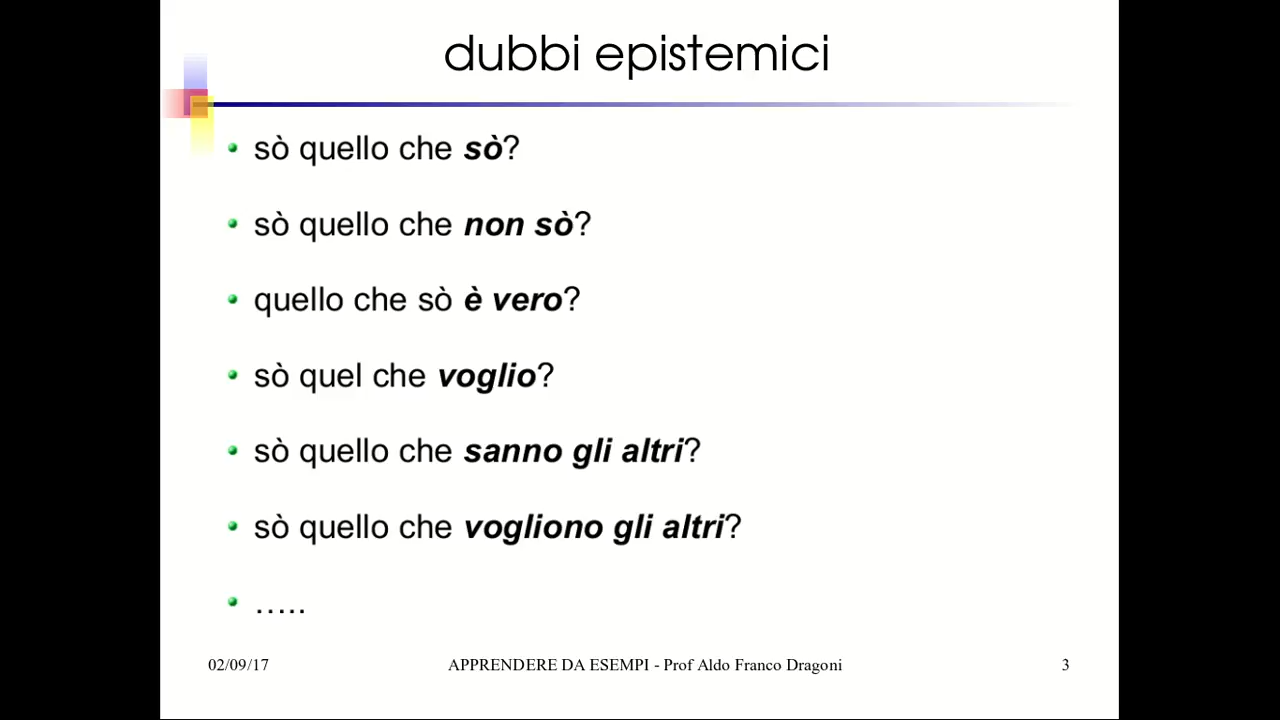 dubbi epistemici
sò quello che sò?
sò quello che non sò?
quello che sò è vero?
sò quel che voglio?
sò quello che sanno gli altri?
sò quello che vogliono gli altri?
…..
02/09/17 APPRENDERE DA ESEMPI - Prof Aldo Franco Dragoni 3